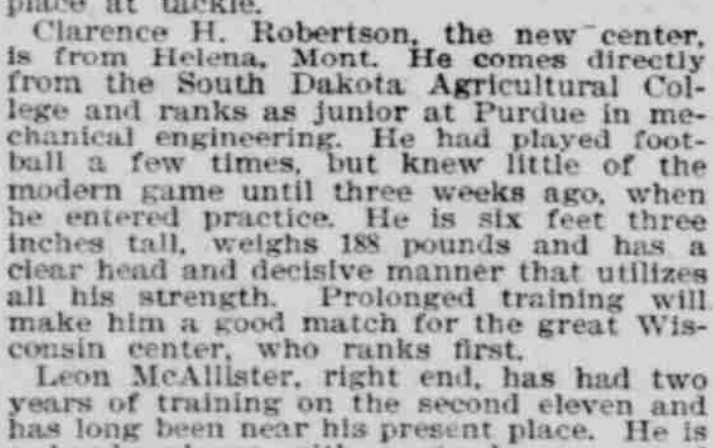 place at tackle.
Clarence H. Robertson, the new center,
is from Helena, Mont. He comes directly
from the South Dakota Agricultural Col-
lege and ranks as junior at Purdue in me-
chanical engineering. He had played foot-
ball a few times, but knew little of the
modern game until three weeks ago, when
he entered practice. He is six feet three
inches tall, weighs 188 pounds and has a
clear head and decisive manner that utilizes
all his strength. Prolonged training will
make him a good match for the great Wis-
consin center, who ranks first.
Leon McAllister, right end, has had two
years of training on the second eleven and
has long been near his present place. He is